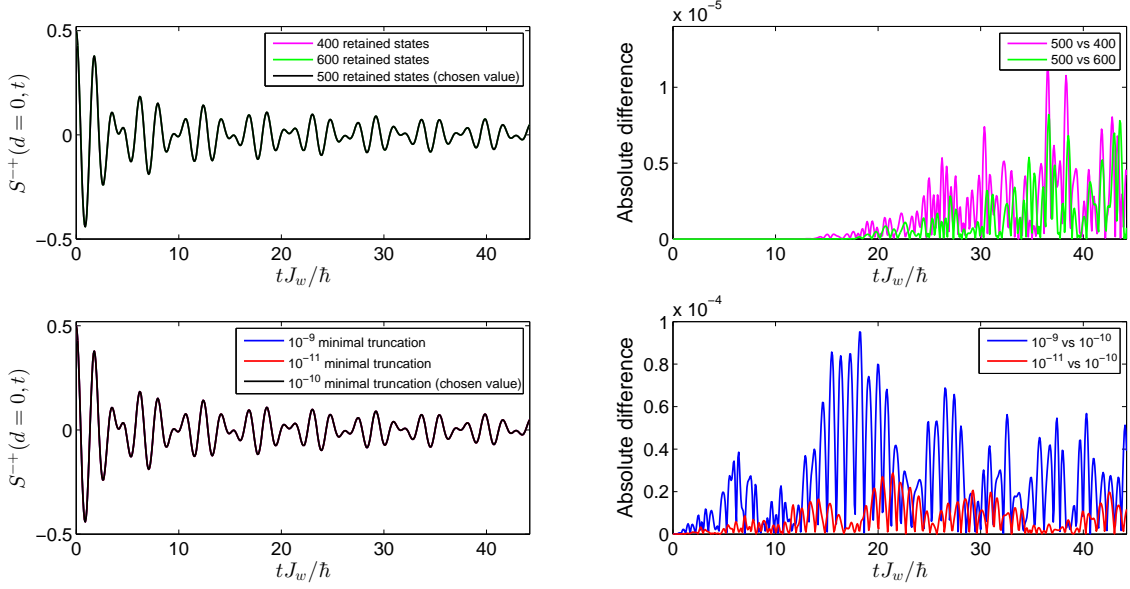 0.5
0
−0.5
S^{−+}(d = 0, t)
400 retained states
600 retained states
500 retained states (chosen value)
0 10 20 30 40
tJ_w/ħ
x 10^{−5}
1
0.5
0
Absolute difference
500 vs 400
500 vs 600
0 10 20 30 40
tJ_w/ħ
0.5
0
−0.5
S^{−+}(d = 0, t)
10^{−9} minimal truncation
10^{−11} minimal truncation
10^{−10} minimal truncation (chosen value)
0 10 20 30 40
tJ_w/ħ
x 10^{−4}
1
0.8
0.6
0.4
0.2
0
Absolute difference
10^{−9} vs 10^{−10}
10^{−11} vs 10^{−10}
0 10 20 30 40
tJ_w/ħ